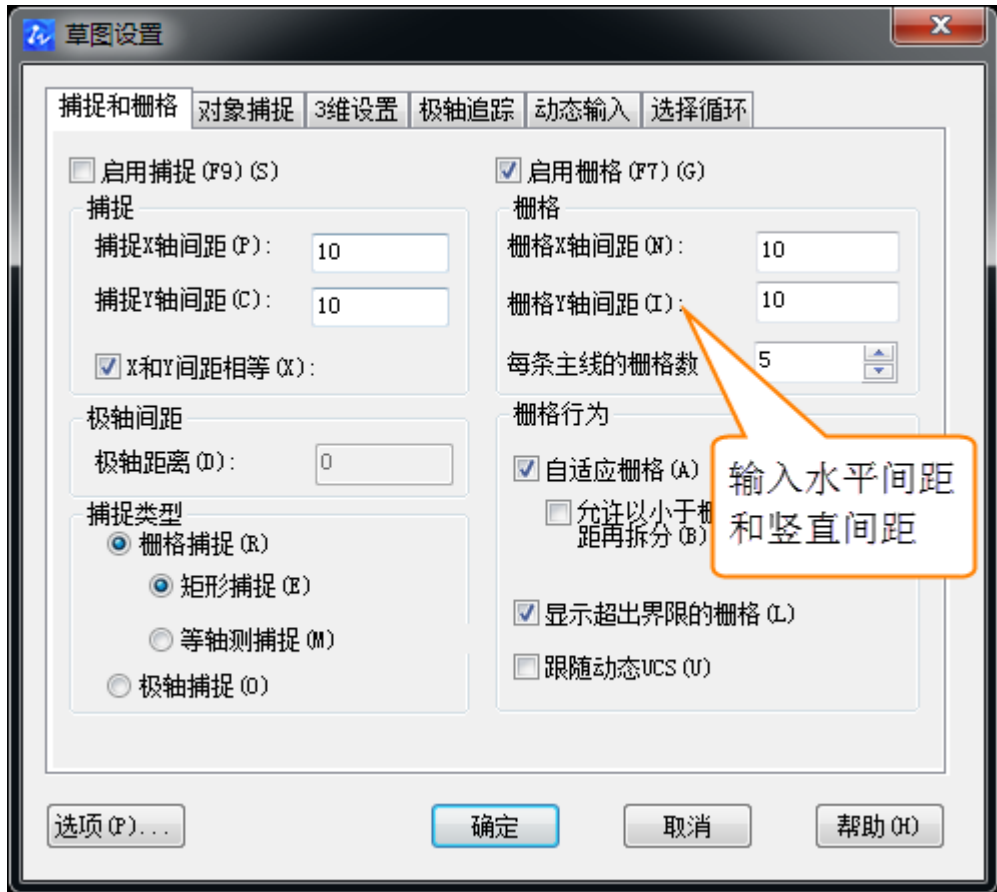 草图设置
捕捉和栅格 对象捕捉 3维设置 极轴追踪 动态输入 选择循环
启用捕捉(F9)(S)
捕捉
捕捉X轴间距(P): 10
捕捉Y轴间距(C): 10
X和Y间距相等(X):
极轴间距
极轴距离(D): 0
捕捉类型
栅格捕捉(R)
矩形捕捉(E)
等轴测捕捉(M)
极轴捕捉(O)
启用栅格(F7)(G)
栅格
栅格X轴间距(N): 10
栅格Y轴间距(I): 10
每条主线的栅格数 5
栅格行为
自适应栅格(A)
允许以小于栅
距再拆分(B)
显示超出界限的栅格(L)
跟随动态UCS(U)
输入水平间距
和竖直间距
选项(P)... 确定 取消 帮助(H)